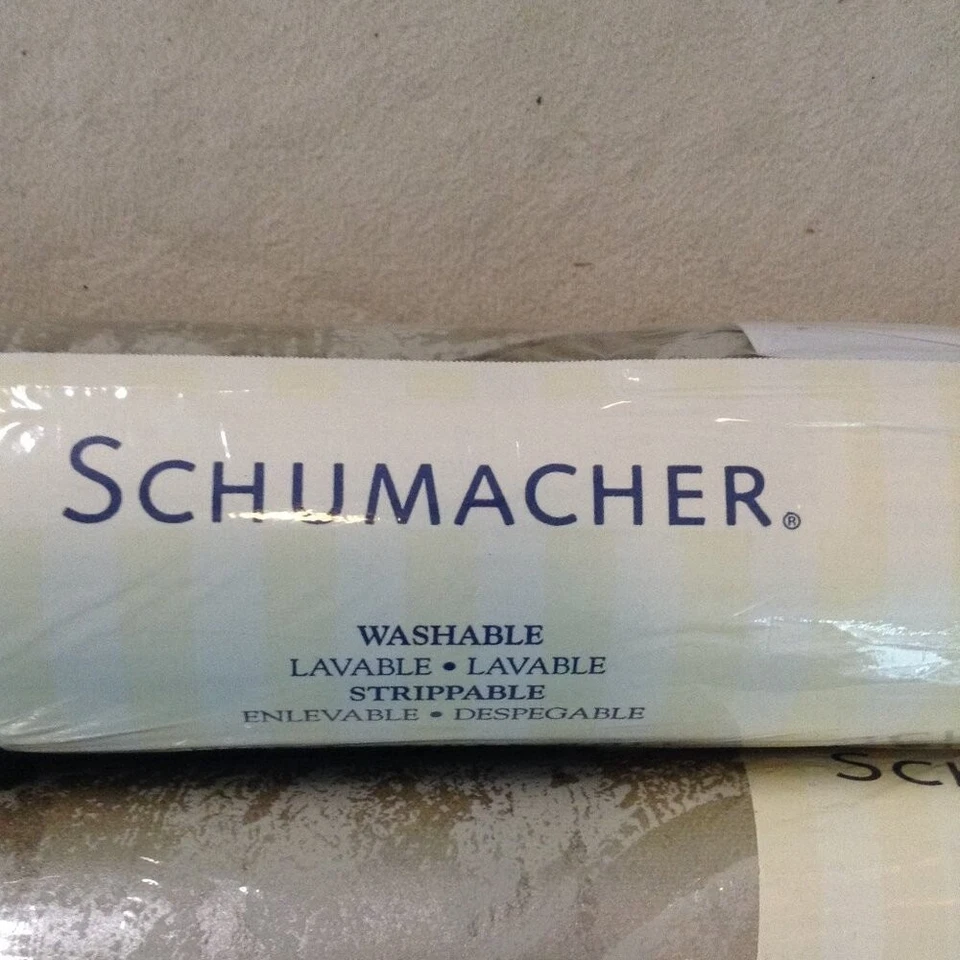 SCHUMACHER®
WASHABLE
LAVABLE • LAVABLE
STRIPPABLE
ENLEVABLE • DESPEGABLE